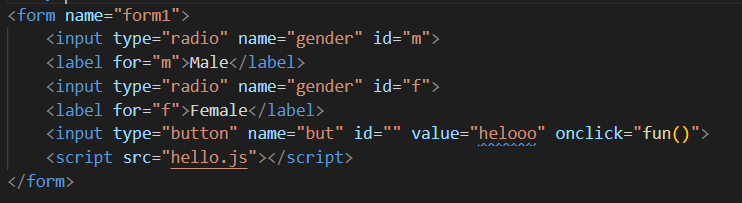 <form name="form1">
    <input type="radio" name="gender" id="m">
    <label for="m">Male</label>
    <input type="radio" name="gender" id="f">
    <label for="f">Female</label>
    <input type="button" name="but" id="" value="helooo" onclick="fun()">
    <script src="hello.js"></script>
</form>